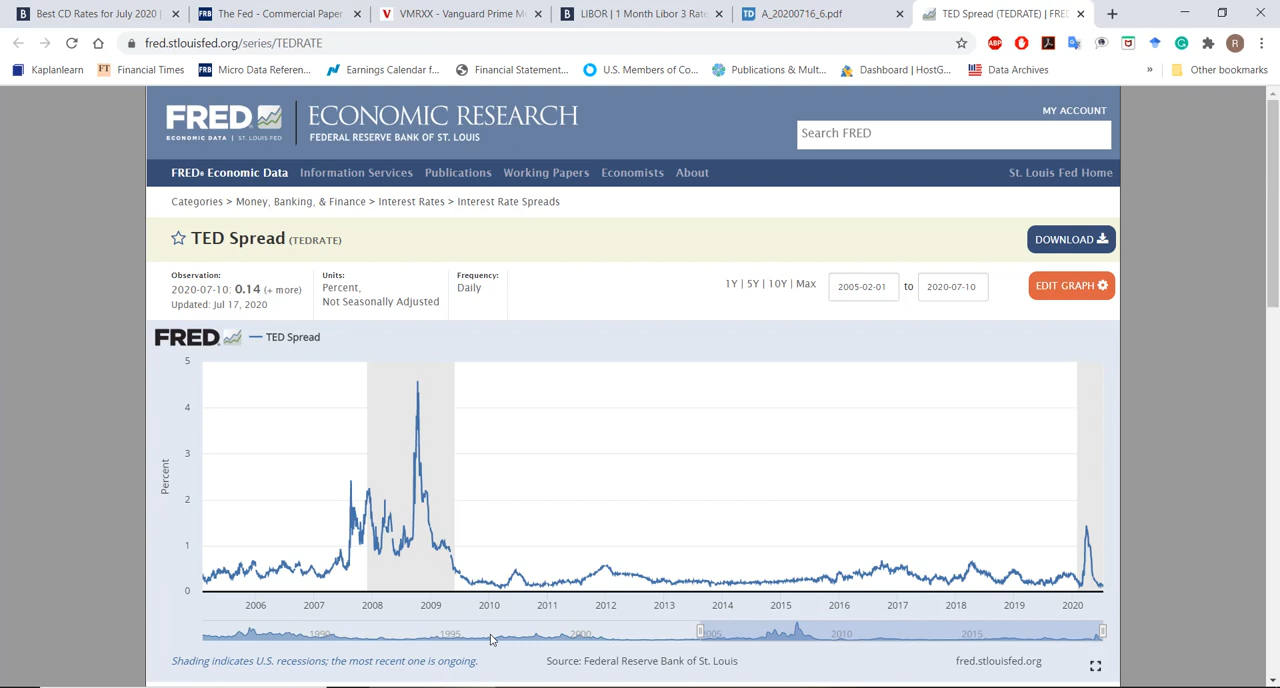 Best CD Rates for July 2020 |
The Fed - Commercial Paper
VMRXX - Vanguard Prime M
LIBOR | 1 Month Libor 3 Rate
A_20200716_6.pdf
TED Spread (TEDRATE) | FRE
fred.stlouisfed.org/series/TEDRATE
Kaplanlearn
Financial Times
Micro Data Referen...
Earnings Calendar f...
Financial Statement...
U.S. Members of Co...
Publications & Mult...
Dashboard | HostG...
Data Archives
»
Other bookmarks
FRED
ECONOMIC DATA | ST. LOUIS FED
ECONOMIC RESEARCH
FEDERAL RESERVE BANK OF ST. LOUIS
MY ACCOUNT
Search FRED
FRED® Economic Data
Information Services
Publications
Working Papers
Economists
About
St. Louis Fed Home
Categories > Money, Banking, & Finance > Interest Rates > Interest Rate Spreads
TED Spread (TEDRATE)
DOWNLOAD
Observation:
2020-07-10: 0.14 (+ more)
Updated: Jul 17, 2020
Units:
Percent,
Not Seasonally Adjusted
Frequency:
Daily
1Y | 5Y | 10Y | Max
2005-02-01 to 2020-07-10
EDIT GRAPH
FRED
TED Spread
5
4
3
2
1
0
Percent
2006 2007 2008 2009 2010 2011 2012 2013 2014 2015 2016 2017 2018 2019 2020
1990 1995 2000 2005 2010 2015
Shading indicates U.S. recessions; the most recent one is ongoing.
Source: Federal Reserve Bank of St. Louis
fred.stlouisfed.org